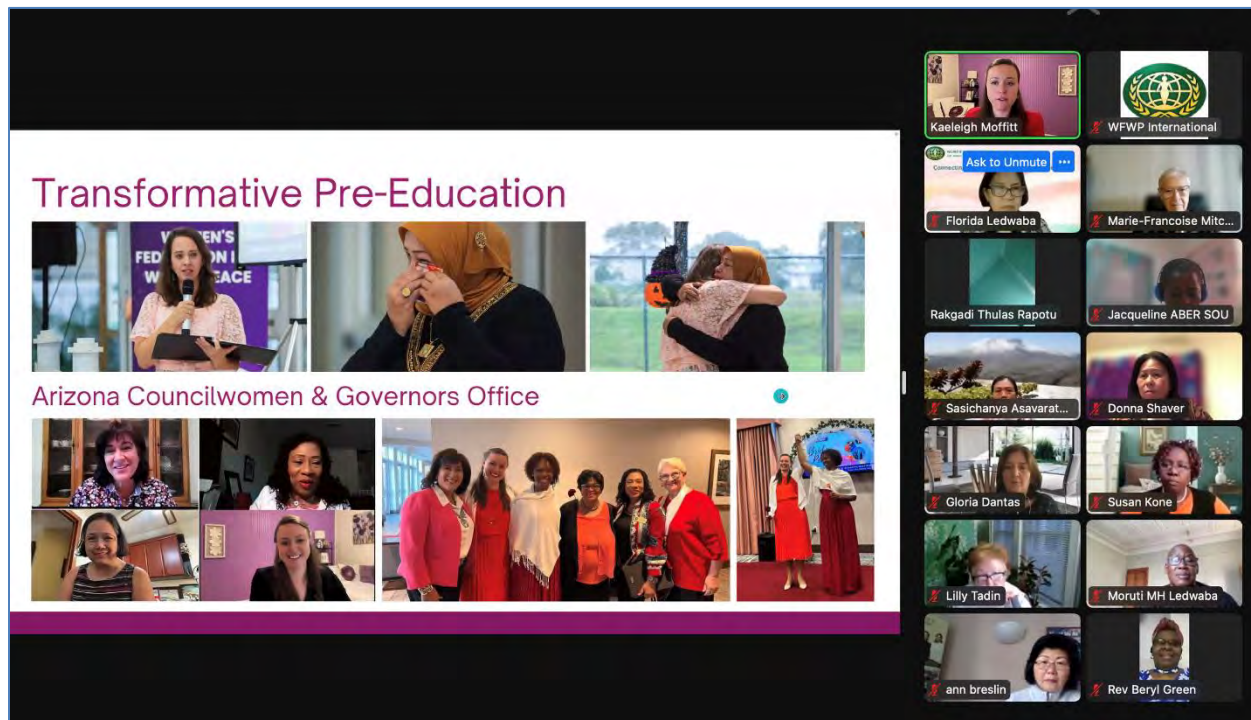 Transformative Pre-Education
WOMEN'S
Arizona Councilwomen & Governors Office
Kaeleigh Moffitt
WFWP International
Ask to Unmute
Florida Ledwaba
Marie-Francoise Mitc...
Rakgadi Thulas Rapotu
Jacqueline ABER SOU
Sasichanya Asavarat...
Donna Shaver
Gloria Dantas
Susan Kone
Lilly Tadin
Moruti MH Ledwaba
ann breslin
Rev Beryl Green